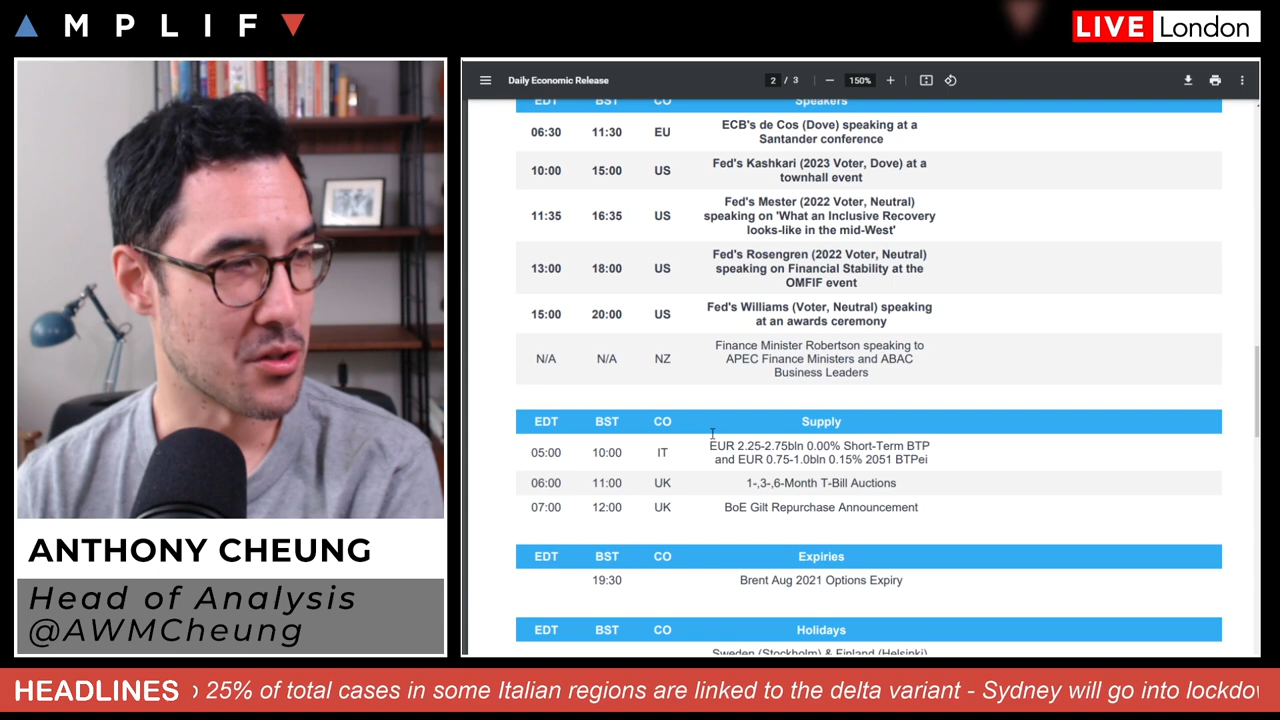 AMPLIFY
LIVE London
Daily Economic Release
2 / 3
150%
EDT BST CO Speakers
06:30 11:30 EU ECB's de Cos (Dove) speaking at a
Santander conference
10:00 15:00 US Fed's Kashkari (2023 Voter, Dove) at a
townhall event
11:35 16:35 US Fed's Mester (2022 Voter, Neutral)
speaking on 'What an Inclusive Recovery
looks-like in the mid-West'
13:00 18:00 US Fed's Rosengren (2022 Voter, Neutral)
speaking on Financial Stability at the
OMFIF event
15:00 20:00 US Fed's Williams (Voter, Neutral) speaking
at an awards ceremony
N/A N/A NZ Finance Minister Robertson speaking to
APEC Finance Ministers and ABAC
Business Leaders
EDT BST CO Supply
05:00 10:00 IT EUR 2.25-2.75bln 0.00% Short-Term BTP
and EUR 0.75-1.0bln 0.15% 2051 BTPei
06:00 11:00 UK 1-,3-,6-Month T-Bill Auctions
07:00 12:00 UK BoE Gilt Repurchase Announcement
EDT BST CO Expiries
19:30 Brent Aug 2021 Options Expiry
EDT BST CO Holidays
Sweden (Stockholm) & Finland (Helsinki)
ANTHONY CHEUNG
Head of Analysis
@AWMCheung
HEADLINES 25% of total cases in some Italian regions are linked to the delta variant - Sydney will go into